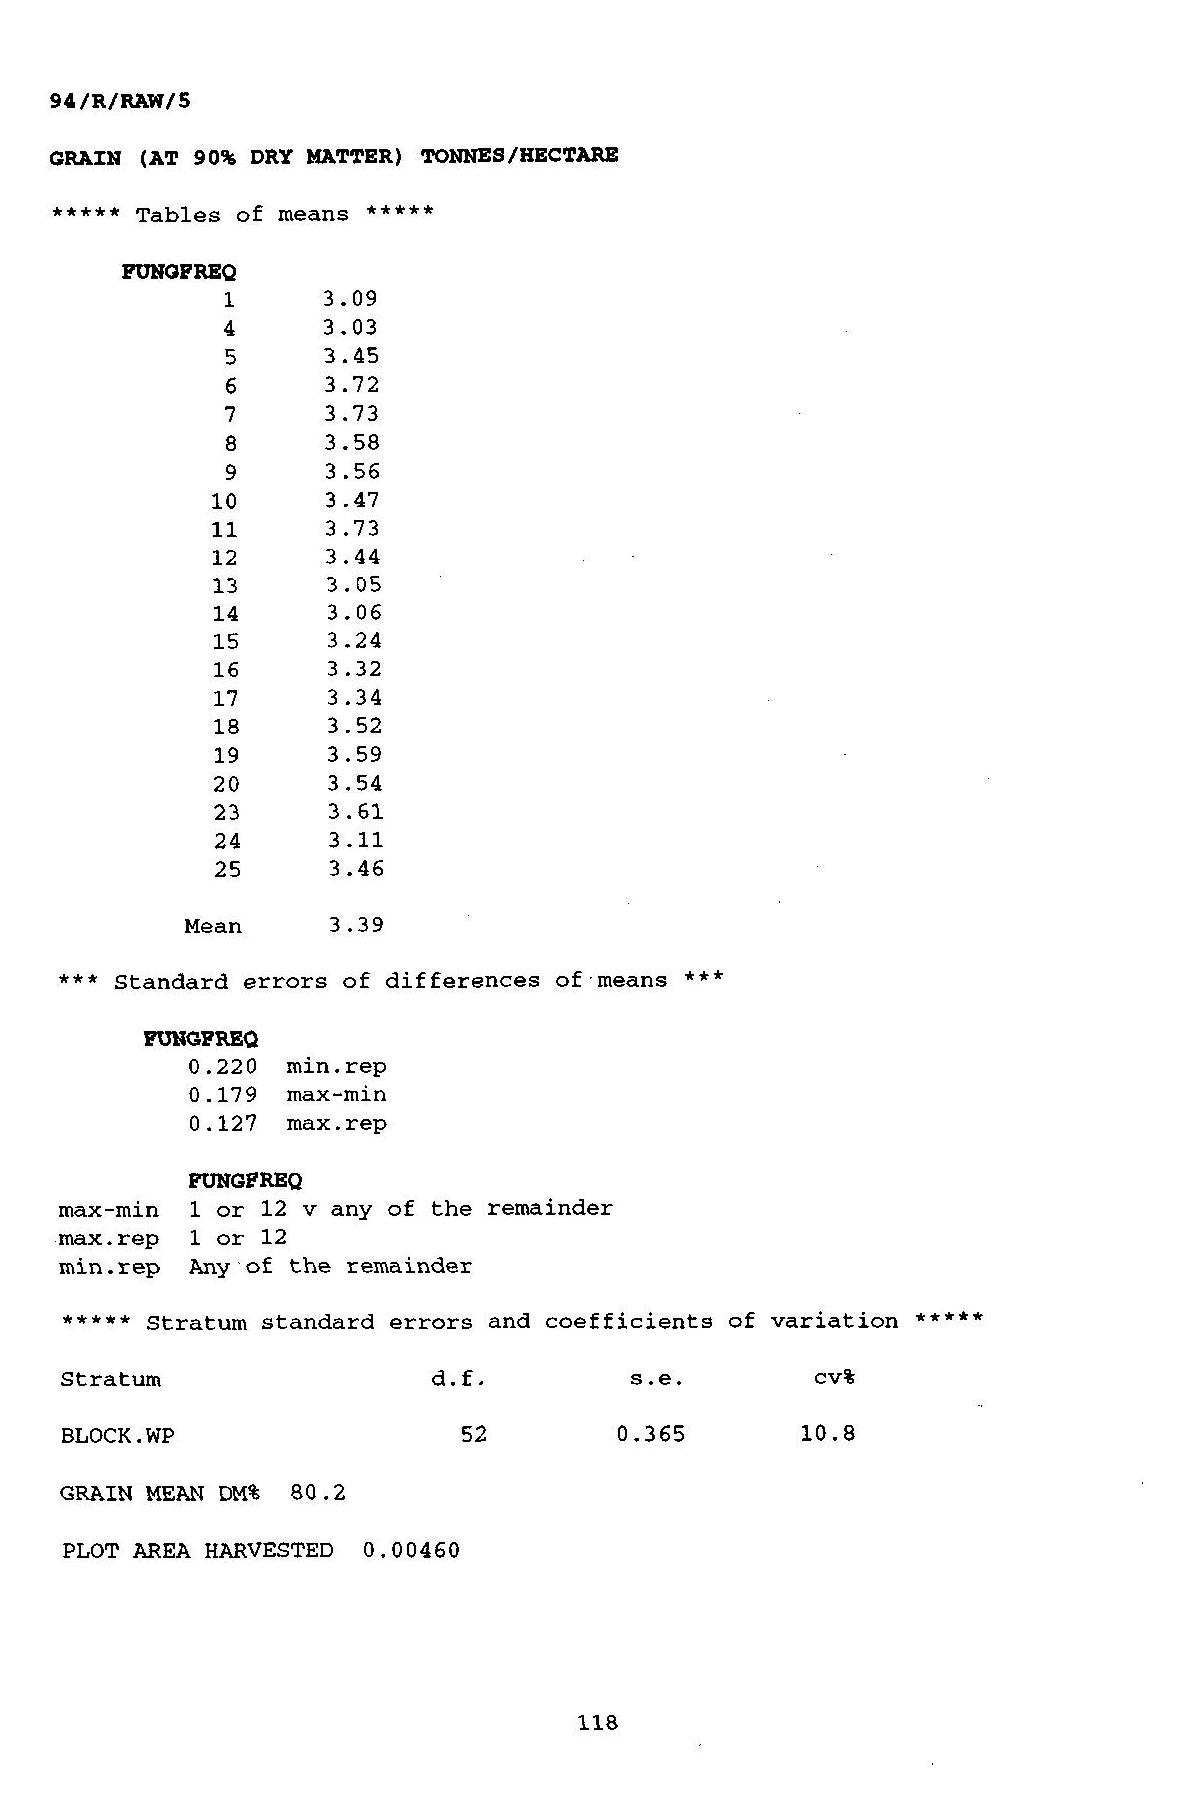 94/R/RAW/5
GRAIN (AT 90% DRY MATTER) TONNES/HECTARE
***** Tables of means *****
FUNGFREQ
1 3.09
4 3.03
5 3.45
6 3.72
7 3.73
8 3.58
9 3.56
10 3.47
11 3.73
12 3.44
13 3.05
14 3.06
15 3.24
16 3.32
17 3.34
18 3.52
19 3.59
20 3.54
23 3.61
24 3.11
25 3.46
Mean 3.39
*** Standard errors of differences of means ***
FUNGFREQ
0.220 min.rep
0.179 max-min
0.127 max.rep
FUNGFREQ
max-min 1 or 12 v any of the remainder
max.rep 1 or 12
min.rep Any of the remainder
***** Stratum standard errors and coefficients of variation *****
Stratum d.f. s.e. cv%
BLOCK.WP 52 0.365 10.8
GRAIN MEAN DM% 80.2
PLOT AREA HARVESTED 0.00460
118